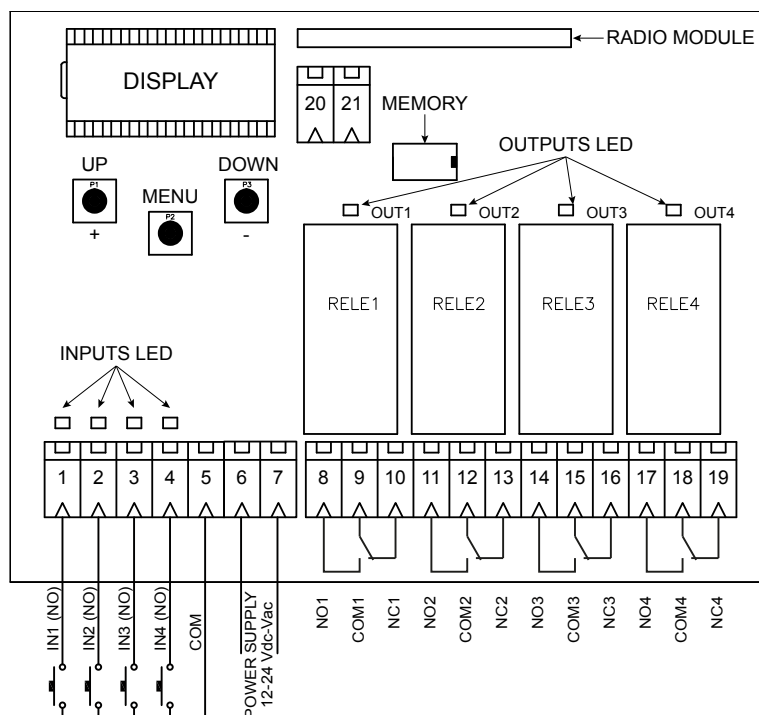 RADIO MODULE
DISPLAY
20 21
MEMORY
OUTPUTS LED
UP
DOWN
MENU
P1
P2
P3
+
-
OUT1 OUT2 OUT3 OUT4
RELE1 RELE2 RELE3 RELE4
INPUTS LED
1 2 3 4 5 6 7 8 9 10 11 12 13 14 15 16 17 18 19
IN1 (NO)
IN2 (NO)
IN3 (NO)
IN4 (NO)
COM
POWER SUPPLY
12-24 Vdc-Vac
NO1
COM1
NC1
NO2
COM2
NC2
NO3
COM3
NC3
NO4
COM4
NC4